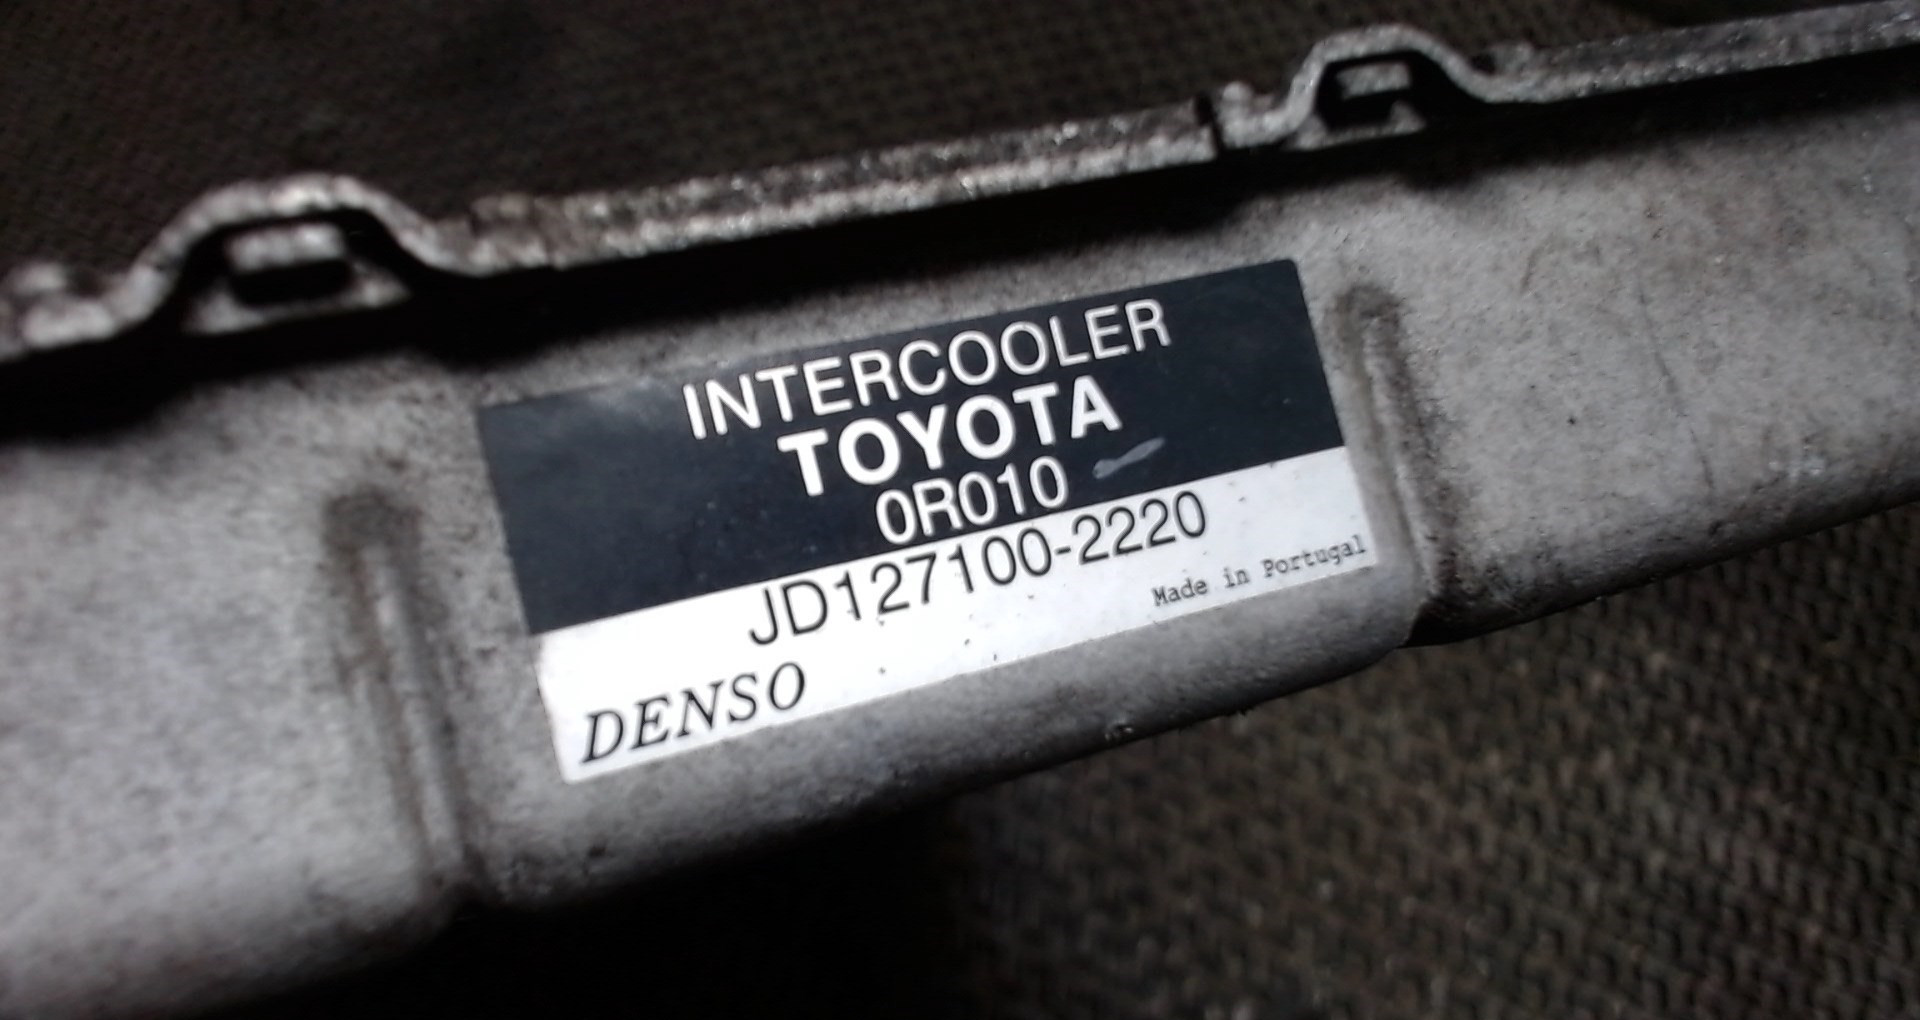 INTERCOOLER
TOYOTA
0R010
JD127100-2220
Made in Portugal
DENSO